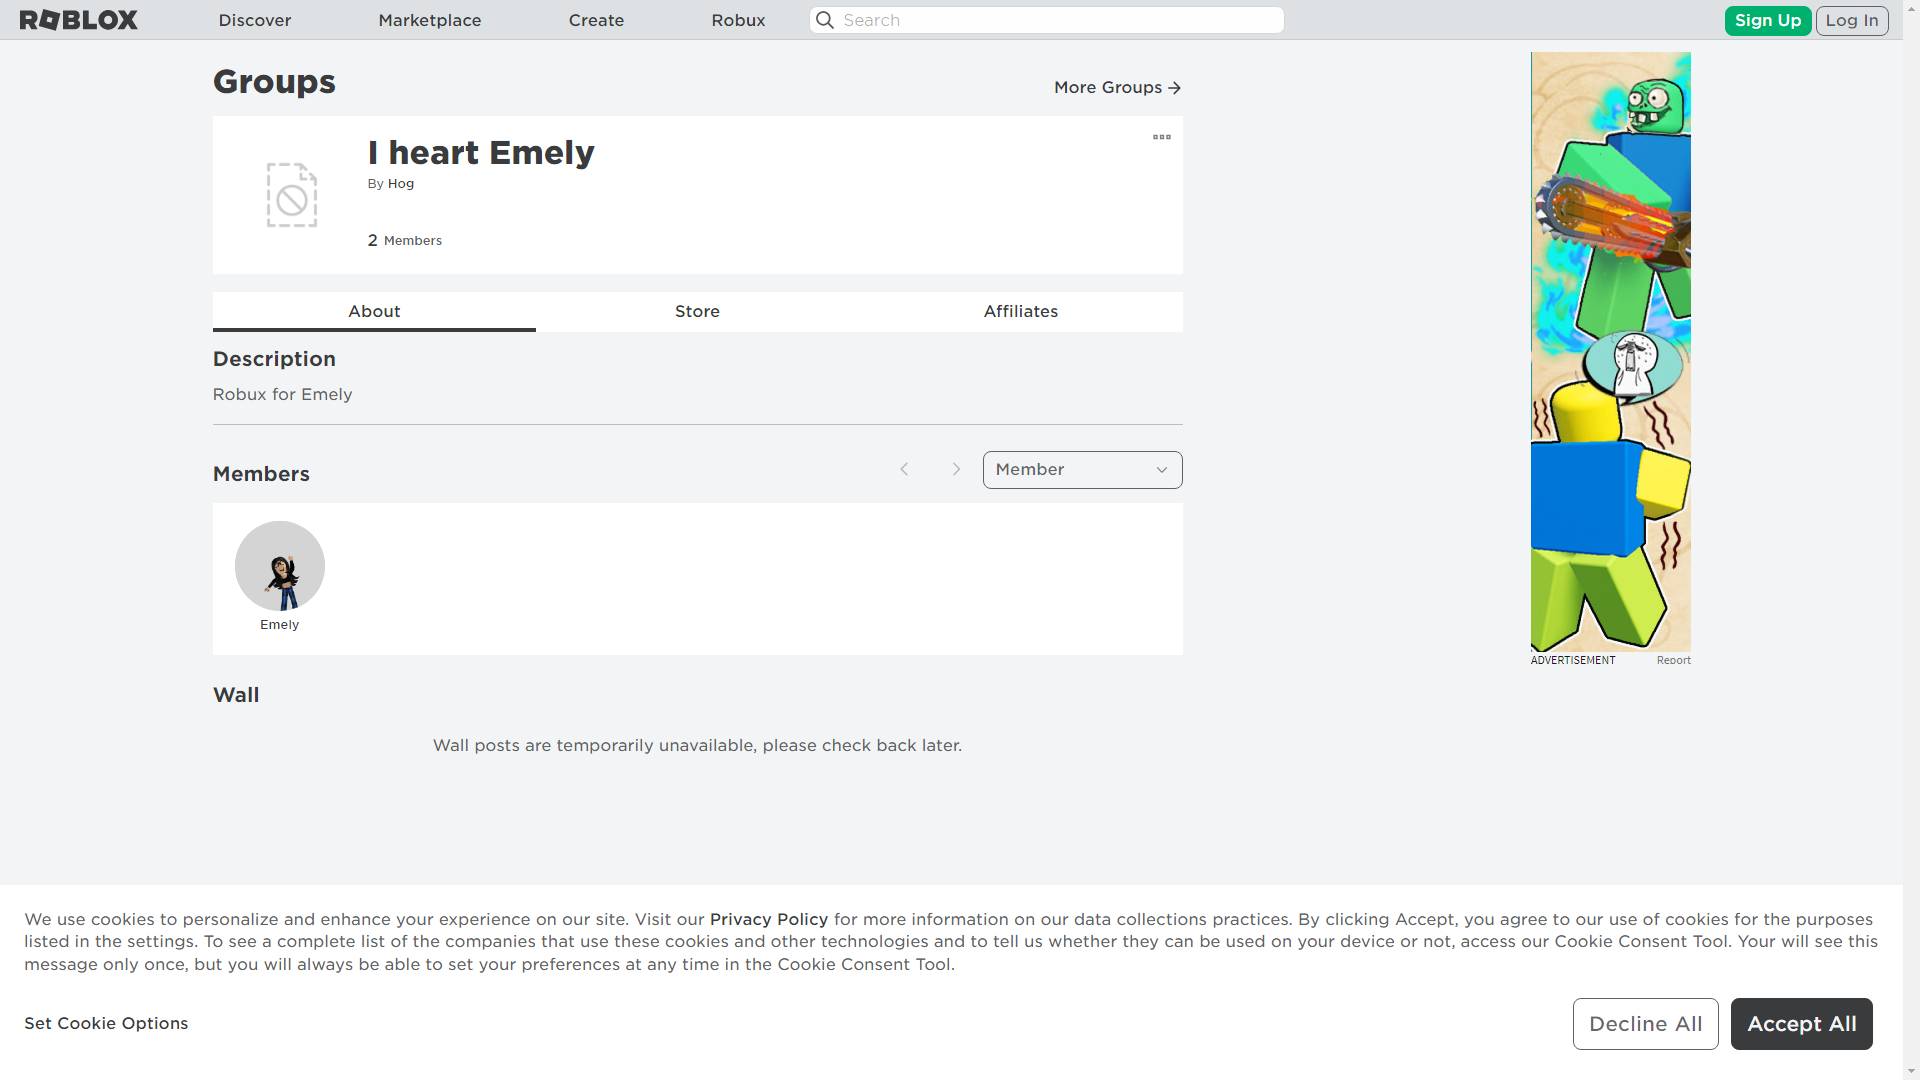 ROBLOX
Discover
Marketplace
Create
Robux
Search
Sign Up
Log In
Groups
More Groups
I heart Emely
By Hog
2 Members
About
Store
Affiliates
Description
Robux for Emely
Members
Member
Emely
Wall
Wall posts are temporarily unavailable, please check back later.
ADVERTISEMENT
Report
We use cookies to personalize and enhance your experience on our site. Visit our Privacy Policy for more information on our data collections practices. By clicking Accept, you agree to our use of cookies for the purposes
listed in the settings. To see a complete list of the companies that use these cookies and other technologies and to tell us whether they can be used on your device or not, access our Cookie Consent Tool. Your will see this
message only once, but you will always be able to set your preferences at any time in the Cookie Consent Tool.
Set Cookie Options
Decline All
Accept All